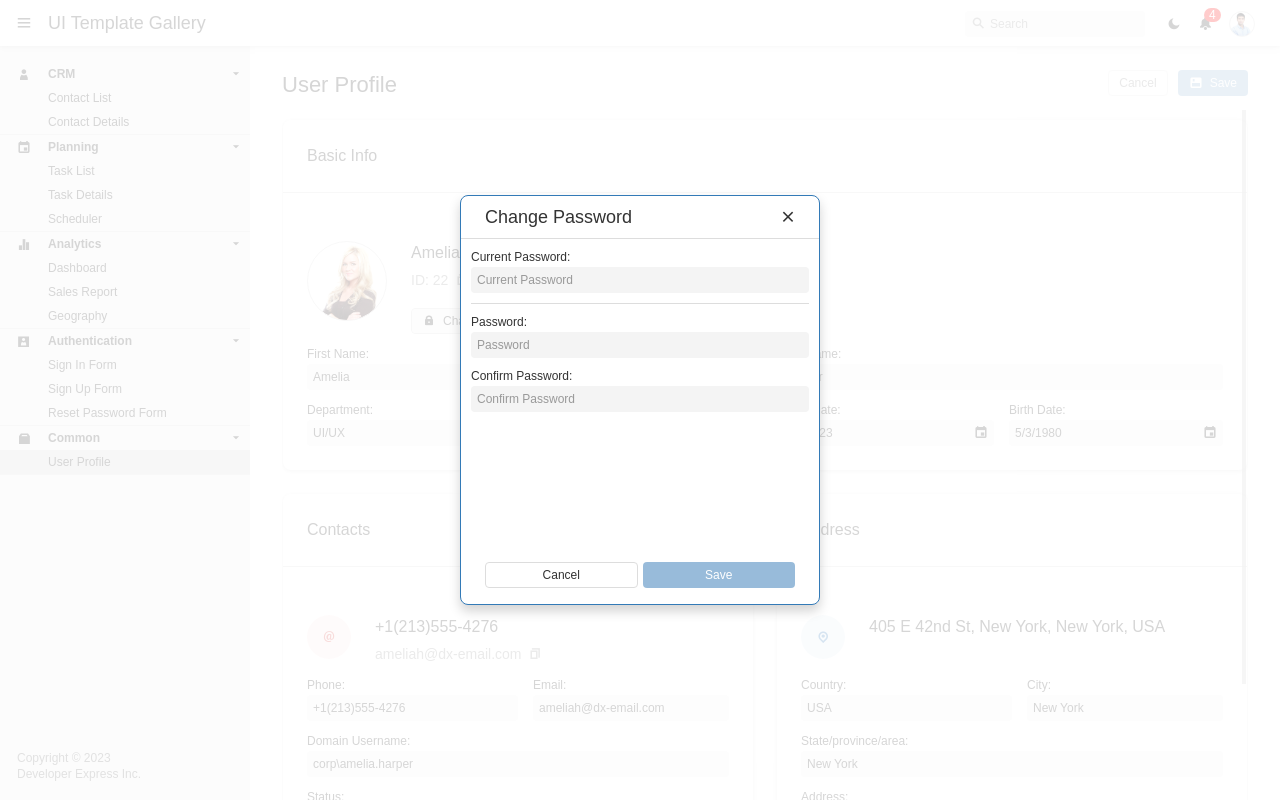 UI Template Gallery
Search
4
CRM
Contact List
Contact Details
Planning
Task List
Task Details
Scheduler
Analytics
Dashboard
Sales Report
Geography
Authentication
Sign In Form
Sign Up Form
Reset Password Form
Common
User Profile
Copyright © 2023
Developer Express Inc.
User Profile
Cancel
Save
Basic Info
Amelia
ID: 22
First Name:
Amelia
Department:
UI/UX
5/3/1980
Birth Date:
Change Password
Current Password:
Current Password
Password:
Password
Confirm Password:
Confirm Password
Cancel
Save
Contacts
+1(213)555-4276
ameliah@dx-email.com
Phone:
Email:
+1(213)555-4276
ameliah@dx-email.com
Domain Username:
corp\amelia.harper
Status:
405 E 42nd St, New York, New York, USA
Country:
City:
USA
New York
State/province/area:
New York
Address: